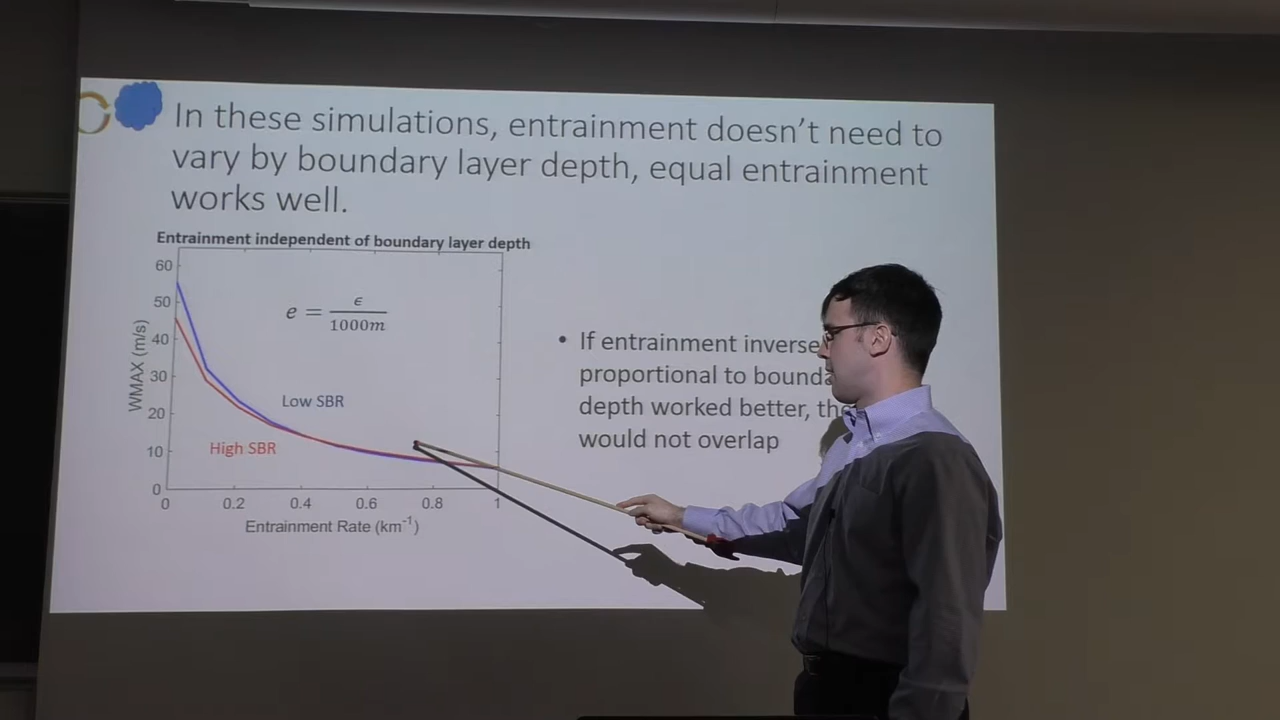 In these simulations, entrainment doesn't need to
vary by boundary layer depth, equal entrainment
works well.
Entrainment independent of boundary layer depth
60
50
40
30
20
10
0
WMAX (m/s)
e = ϵ / 1000m
Low SBR
High SBR
0 0.2 0.4 0.6 0.8 1
Entrainment Rate (km⁻¹)
• If entrainment
proportional to
depth worked better,
would not overlap